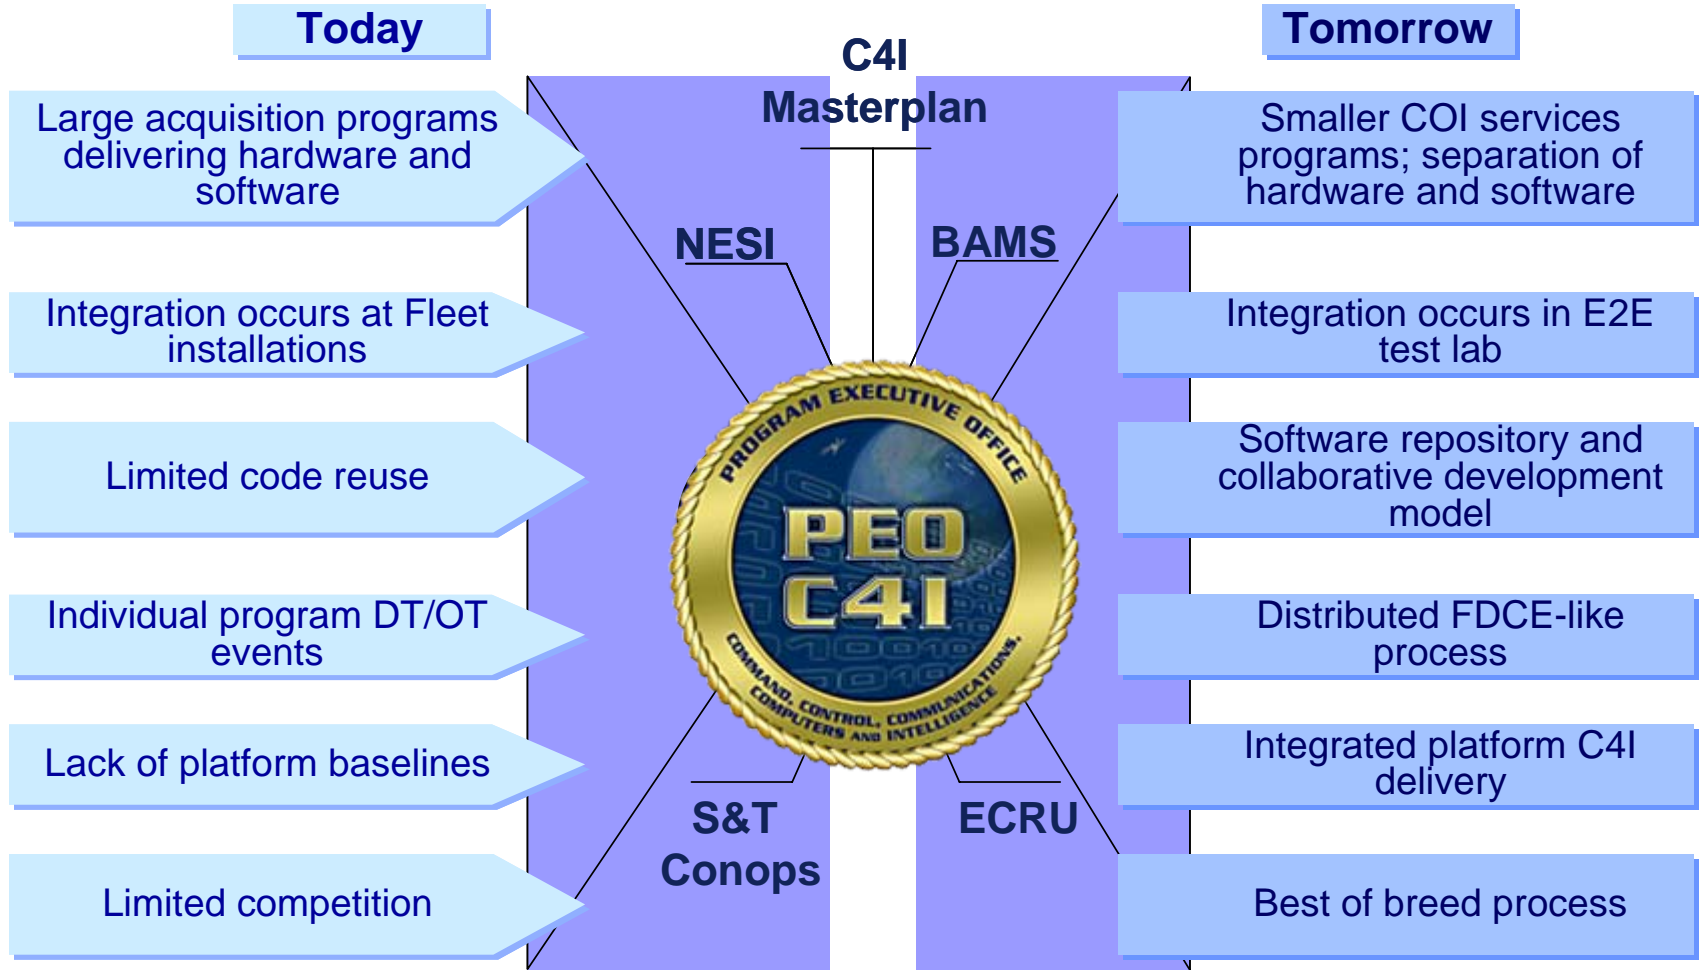 Today
Tomorrow
C4I
Masterplan
Large acquisition programs
delivering hardware and
software
Smaller COI services
programs; separation of
hardware and software
NESI
BAMS
Integration occurs at Fleet
installations
Integration occurs in E2E
test lab
PROGRAM EXECUTIVE OFFICE
Limited code reuse
Software repository and
collaborative development
model
PEO
C4I
Individual program DT/OT
events
Distributed FDCE-like
process
COMMAND, CONTROL, COMMUNICATIONS,
COMPUTERS AND INTELLIGENCE
Lack of platform baselines
Integrated platform C4I
delivery
S&T
Conops
ECRU
Limited competition
Best of breed process